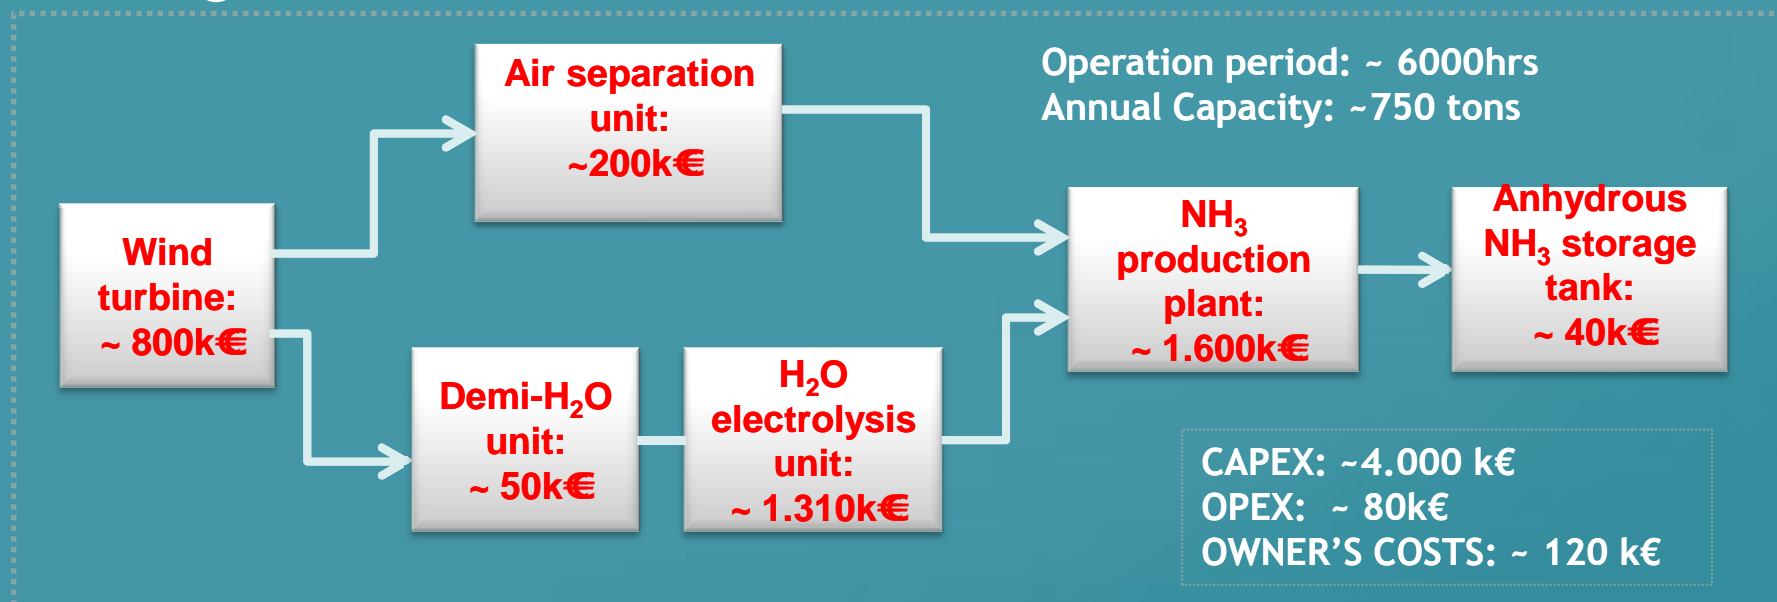 Air separation
unit:
~200k€
Operation period: ~ 6000hrs
Annual Capacity: ~750 tons
Wind
turbine:
~ 800k€
NH₃
production
plant:
~ 1.600k€
Anhydrous
NH₃ storage
tank:
~ 40k€
Demi-H₂O
unit:
~ 50k€
H₂O
electrolysis
unit:
~ 1.310k€
CAPEX: ~4.000 k€
OPEX: ~ 80k€
OWNER’S COSTS: ~ 120 k€